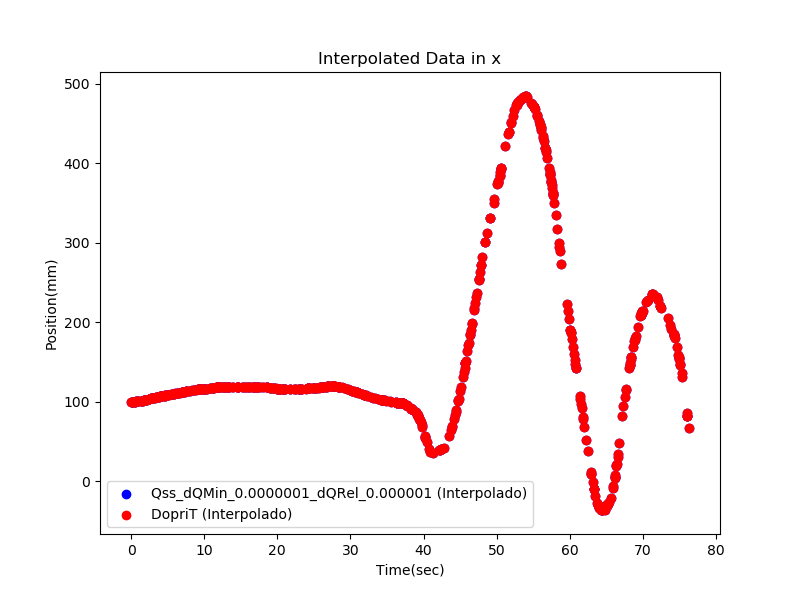 Interpolated Data in x
500
400
300
200
100
0
Position(mm)
Qss_dQMin_0.0000001_dQRel_0.000001 (Interpolado)
DopriT (Interpolado)
0 10 20 30 40 50 60 70 80
Time(sec)